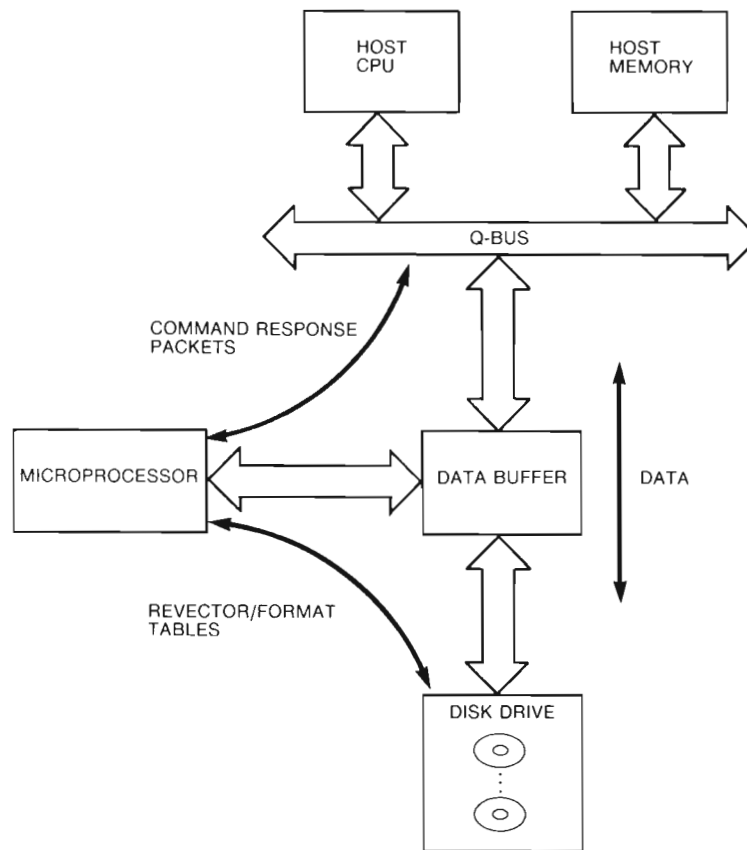 HOST
CPU
HOST
MEMORY
Q-BUS
COMMAND RESPONSE
PACKETS
MICROPROCESSOR
DATA BUFFER
DATA
REVECTOR/FORMAT
TABLES
DISK DRIVE